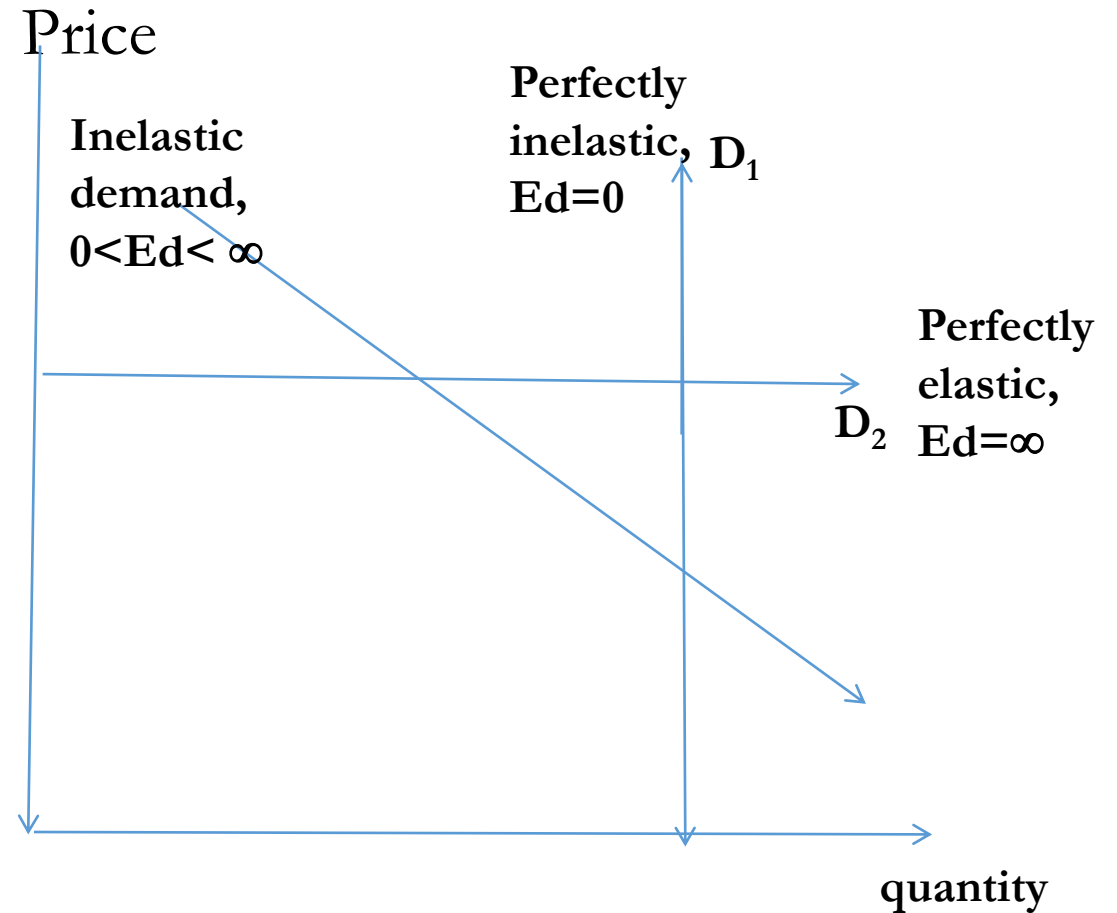 Price
Inelastic
demand,
0<Ed< ∞
Perfectly
inelastic,
Ed=0
D₁
Perfectly
elastic,
Ed=∞
D₂
quantity